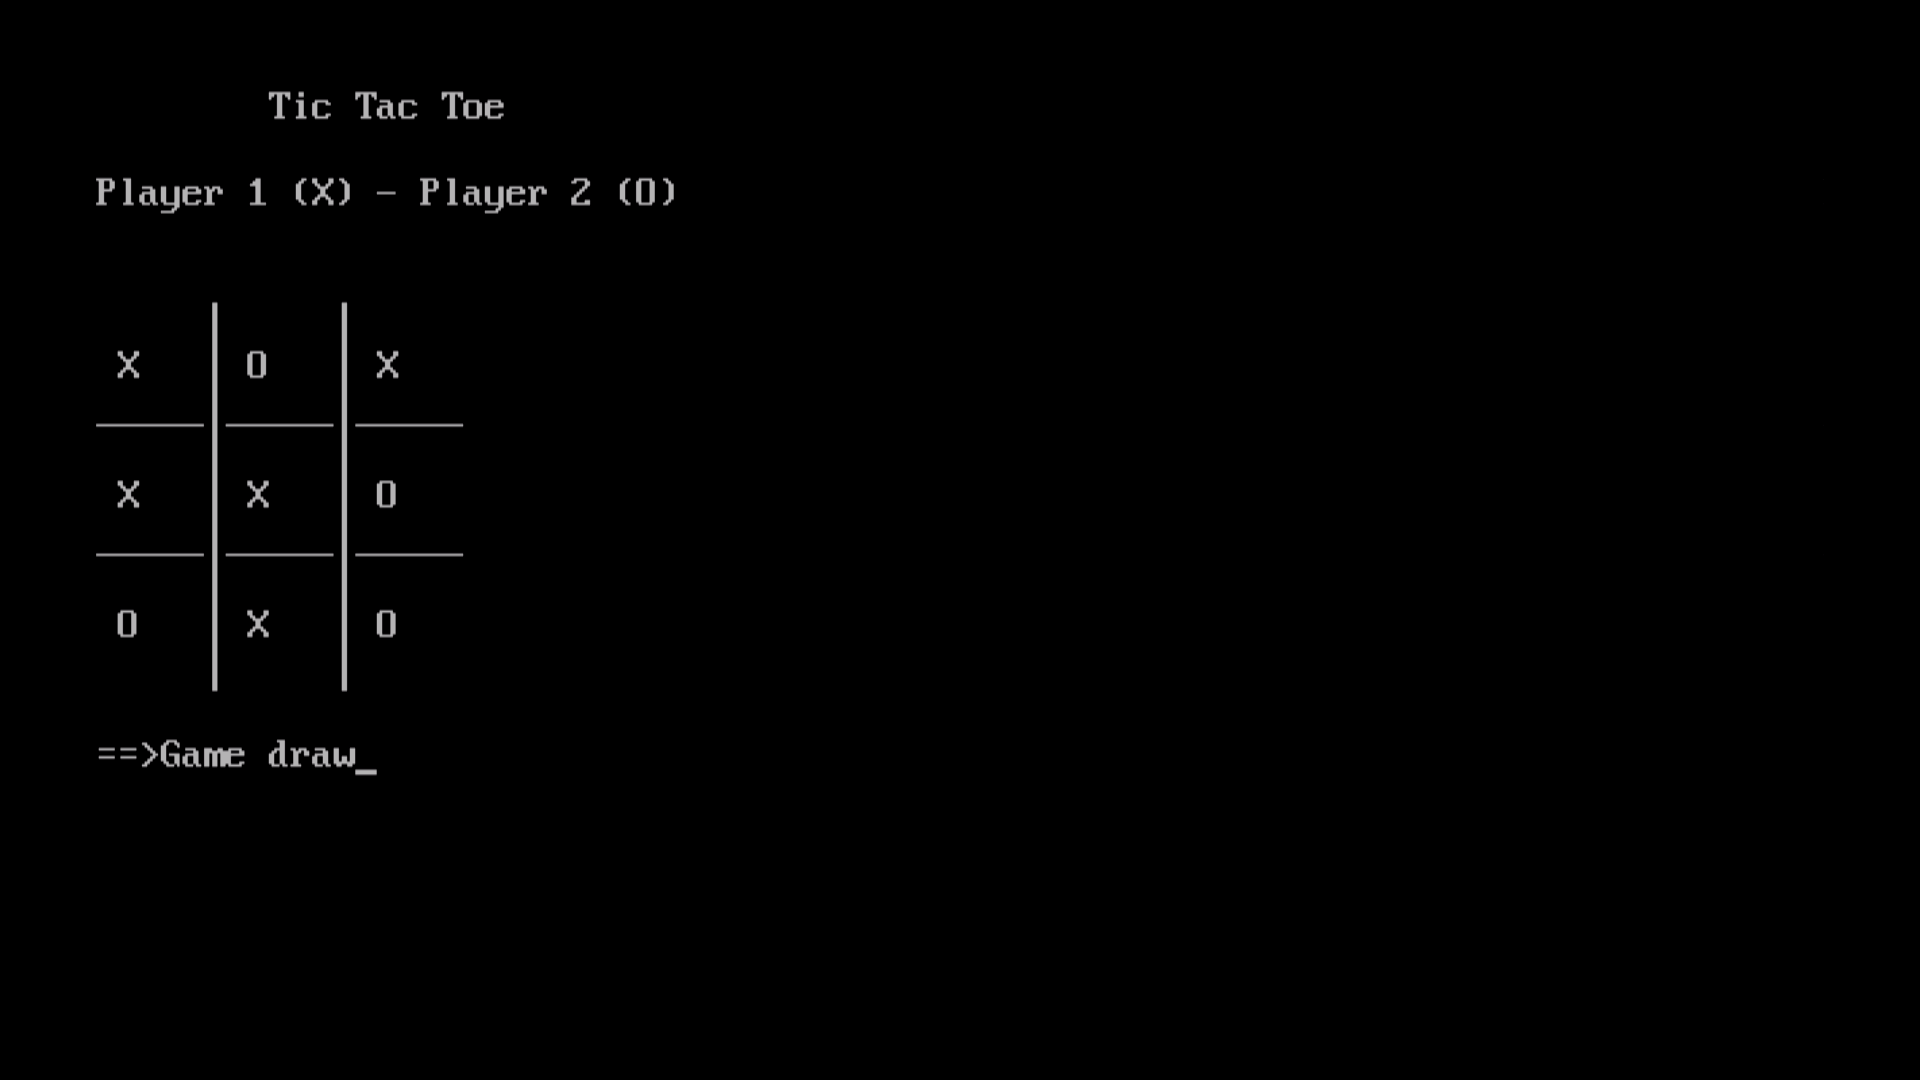 Tic Tac Toe
Player 1 (X) - Player 2 (O)
X O X
X X O
O X O
==>Game draw_